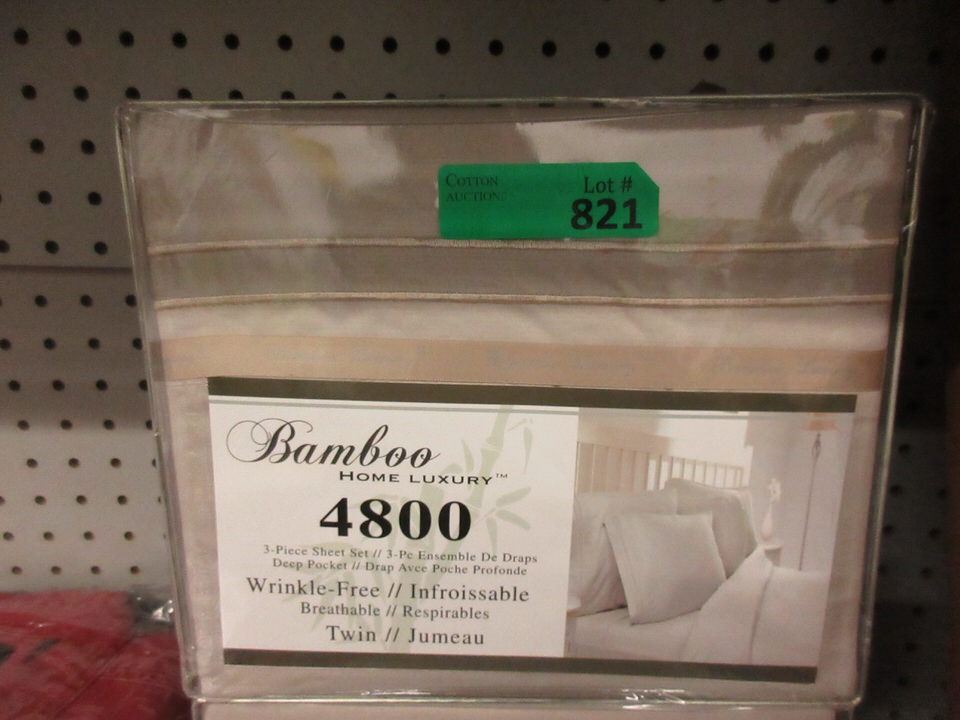 COTTON
AUCTIONS
Lot #
821
Bamboo
HOME LUXURY™
4800
3-Piece Sheet Set // 3-Pc Ensemble De Draps
Deep Pocket // Drap Avec Poche Profonde
Wrinkle-Free // Infroissable
Breathable // Respirables
Twin // Jumeau